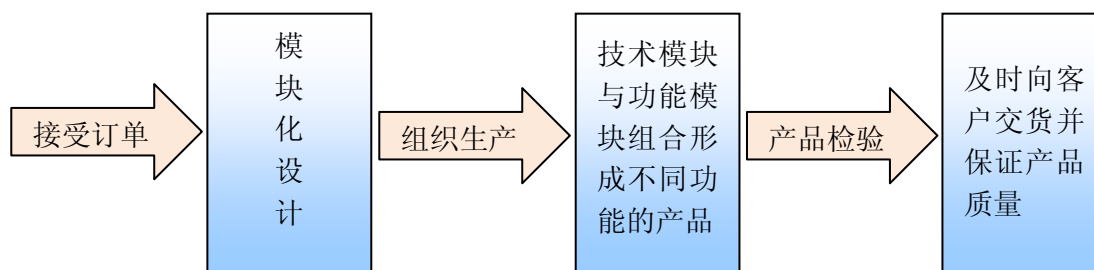 接受订单
模
块
化
设
计
组织生产
技术模块
与功能模
块组合形
成不同功
能的产品
产品检验
及时向客
户交货并
保证产品
质量